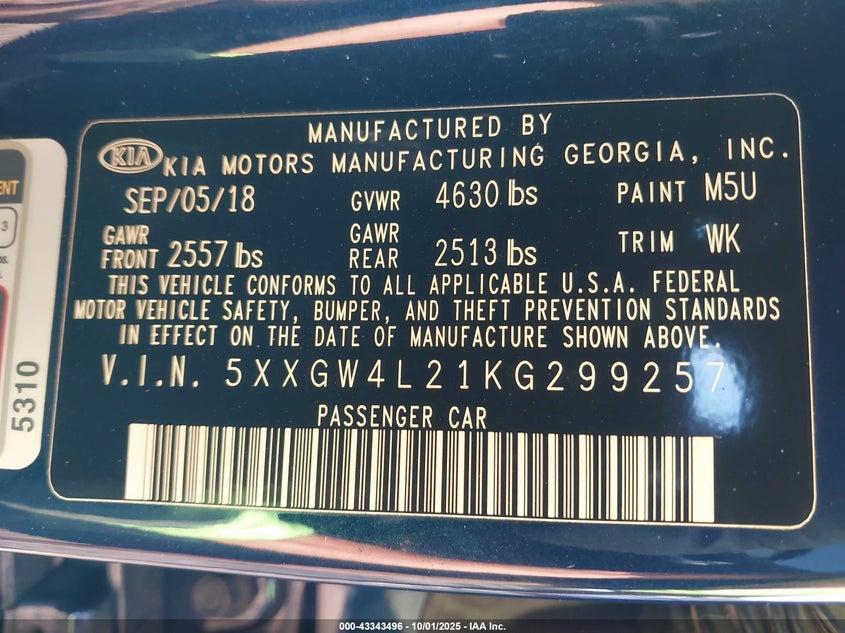 MANUFACTURED BY
KIA KIA MOTORS MANUFACTURING GEORGIA, INC.
SEP/05/18 GVWR 4630 lbs PAINT M5U
GAWR FRONT 2557 lbs GAWR REAR 2513 lbs TRIM WK
THIS VEHICLE CONFORMS TO ALL APPLICABLE U.S.A. FEDERAL
MOTOR VEHICLE SAFETY, BUMPER, AND THEFT PREVENTION STANDARDS
IN EFFECT ON THE DATE OF MANUFACTURE SHOWN ABOVE.
V.I.N. 5XXGW4L21KG299257
PASSENGER CAR
5310
3
000-43343496 - 10/01/2025 - IAA Inc.